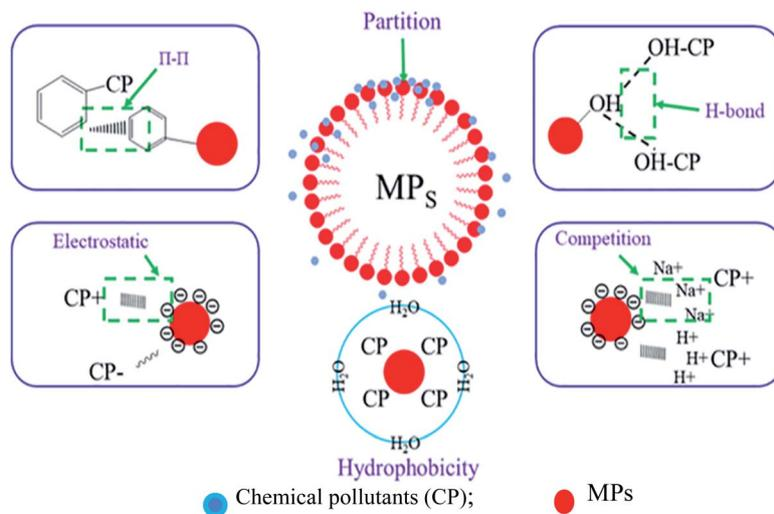 Partition
Π-Π
CP
OH-CP
OH
H-bond
OH-CP
MPS
Electrostatic
CP+
CP-
Competition
Na+
CP+
Na+
Na+
H+
H+ CP+
H+
H2O
CP CP
H2O H2O
CP CP
H2O
Hydrophobicity
Chemical pollutants (CP); MPs